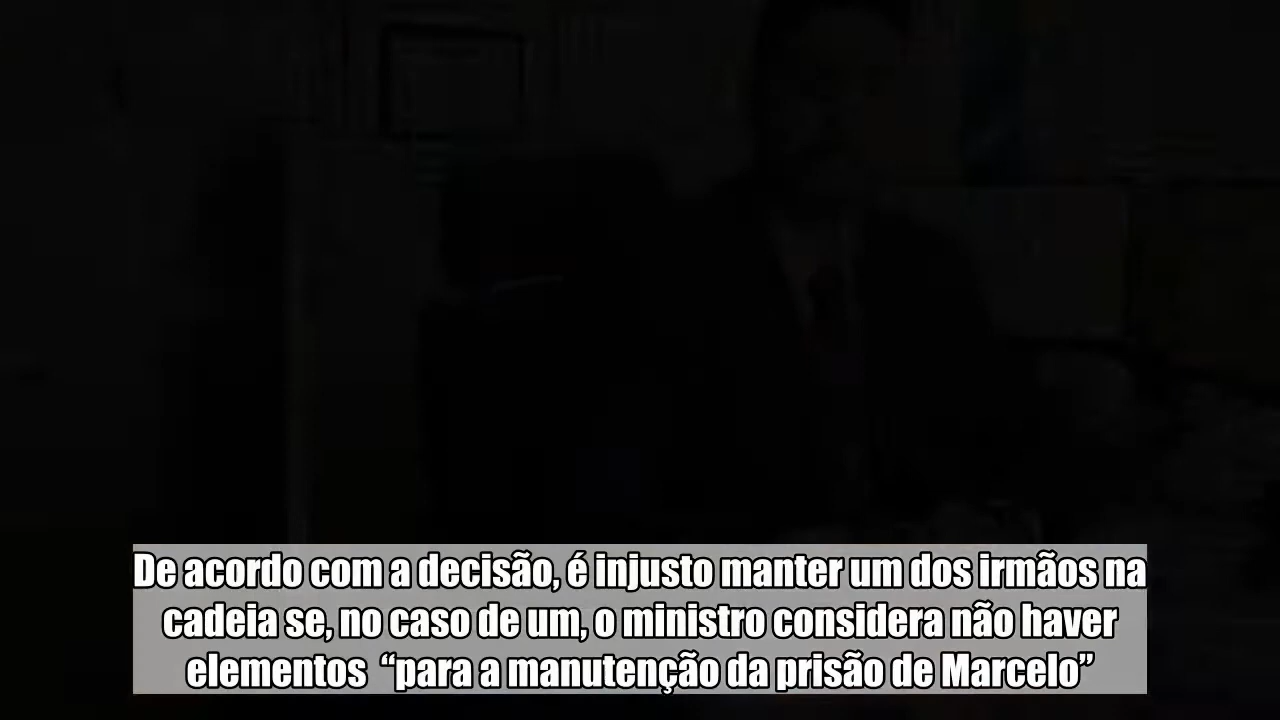 De acordo com a decisão, é injusto manter um dos irmãos na
cadeia se, no caso de um, o ministro considera não haver
elementos “para a manutenção da prisão de Marcelo”